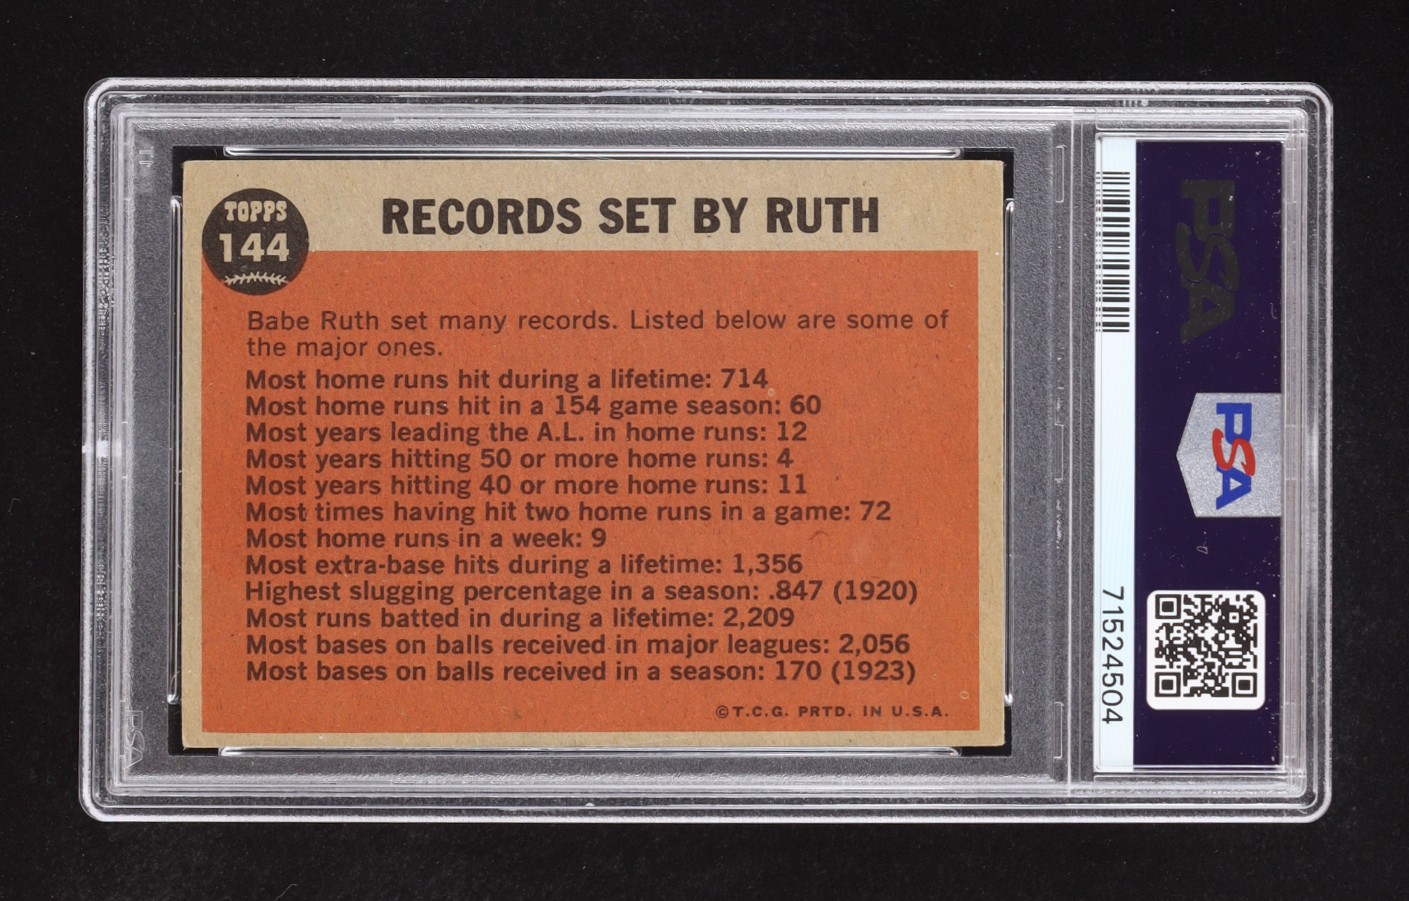 TOPPS
144
RECORDS SET BY RUTH
Babe Ruth set many records. Listed below are some of
the major ones.
Most home runs hit during a lifetime: 714
Most home runs hit in a 154 game season: 60
Most years leading the A.L. in home runs: 12
Most years hitting 50 or more home runs: 4
Most years hitting 40 or more home runs: 11
Most times having hit two home runs in a game: 72
Most home runs in a week: 9
Most extra-base hits during a lifetime: 1,356
Highest slugging percentage in a season: .847 (1920)
Most runs batted in during a lifetime: 2,209
Most bases on balls received in major leagues: 2,056
Most bases on balls received in a season: 170 (1923)
©T.C.G. PRTD. IN U.S.A.
PSA
PSA
71524504
PSA